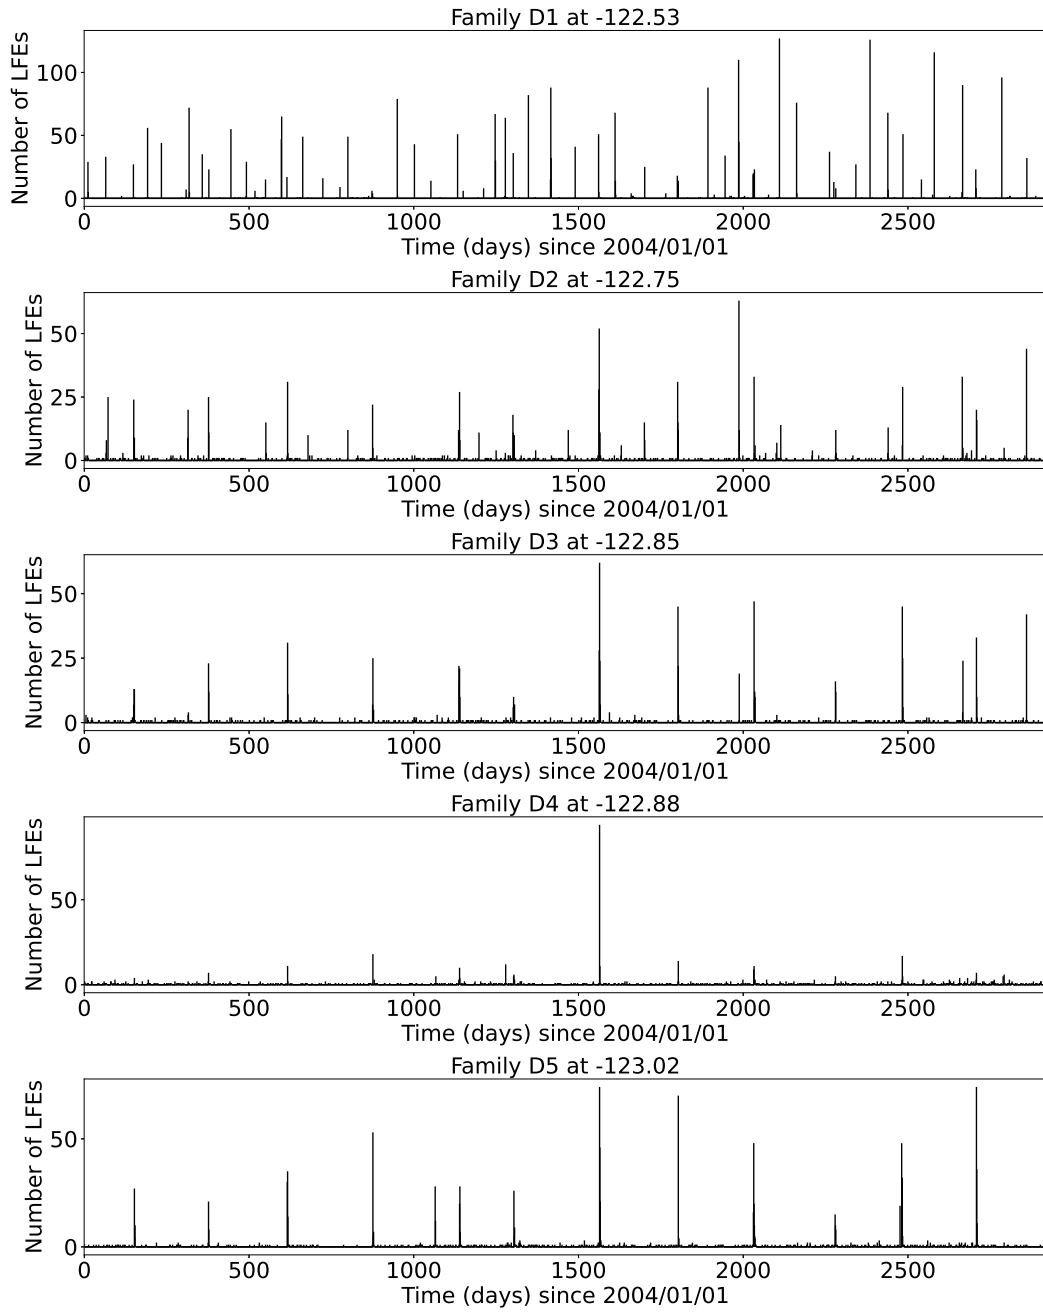 Family D1 at -122.53
Number of LFEs
100
50
0
0 500 1000 1500 2000 2500
Time (days) since 2004/01/01
Family D2 at -122.75
Number of LFEs
50
25
0
0 500 1000 1500 2000 2500
Time (days) since 2004/01/01
Family D3 at -122.85
Number of LFEs
50
25
0
0 500 1000 1500 2000 2500
Time (days) since 2004/01/01
Family D4 at -122.88
Number of LFEs
50
0
0 500 1000 1500 2000 2500
Time (days) since 2004/01/01
Family D5 at -123.02
Number of LFEs
50
0
0 500 1000 1500 2000 2500
Time (days) since 2004/01/01